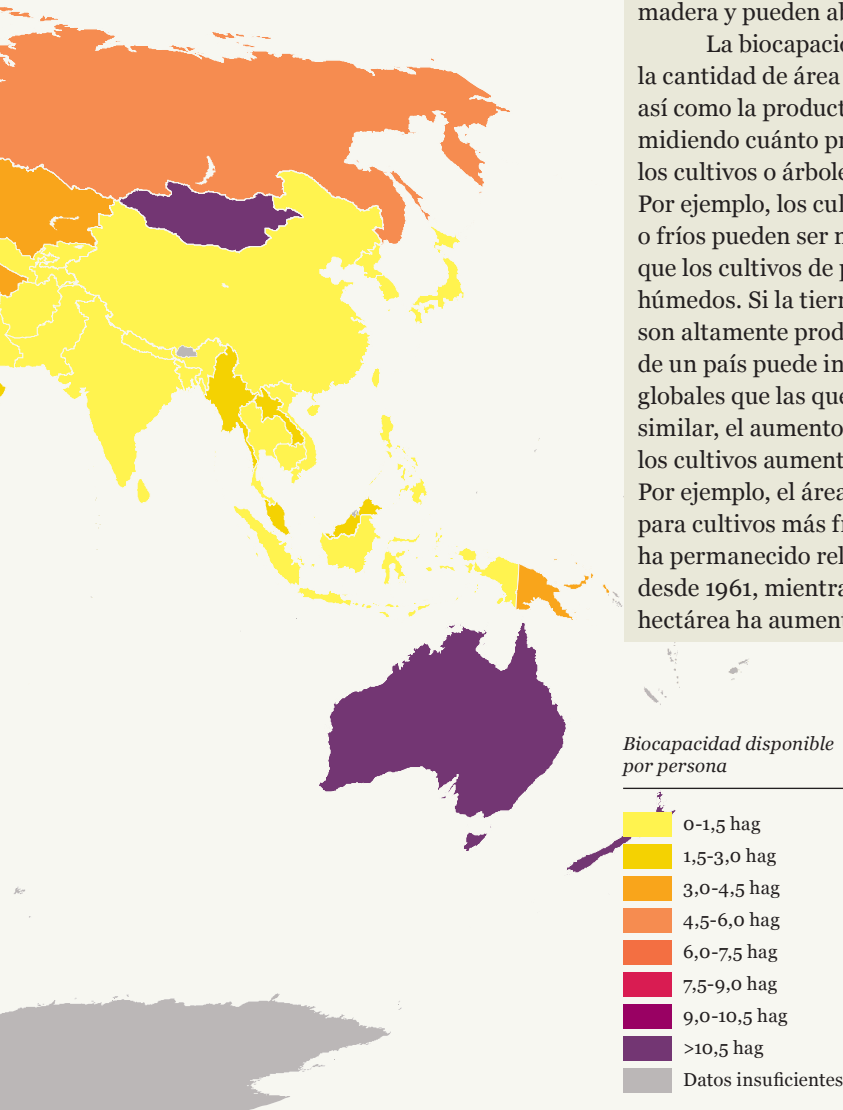 madera y pueden ab
La biocapacid
la cantidad de área
así como la product
midiendo cuánto pr
los cultivos o árbole
Por ejemplo, los cul
o fríos pueden ser m
que los cultivos de p
húmedos. Si la tierr
son altamente prod
de un país puede in
globales que las que
similar, el aumento
los cultivos aument
Por ejemplo, el área
para cultivos más fr
ha permanecido rel
desde 1961, mientra
hectárea ha aument
Biocapacidad disponible
por persona
0-1,5 hag
1,5-3,0 hag
3,0-4,5 hag
4,5-6,0 hag
6,0-7,5 hag
7,5-9,0 hag
9,0-10,5 hag
>10,5 hag
Datos insuficientes